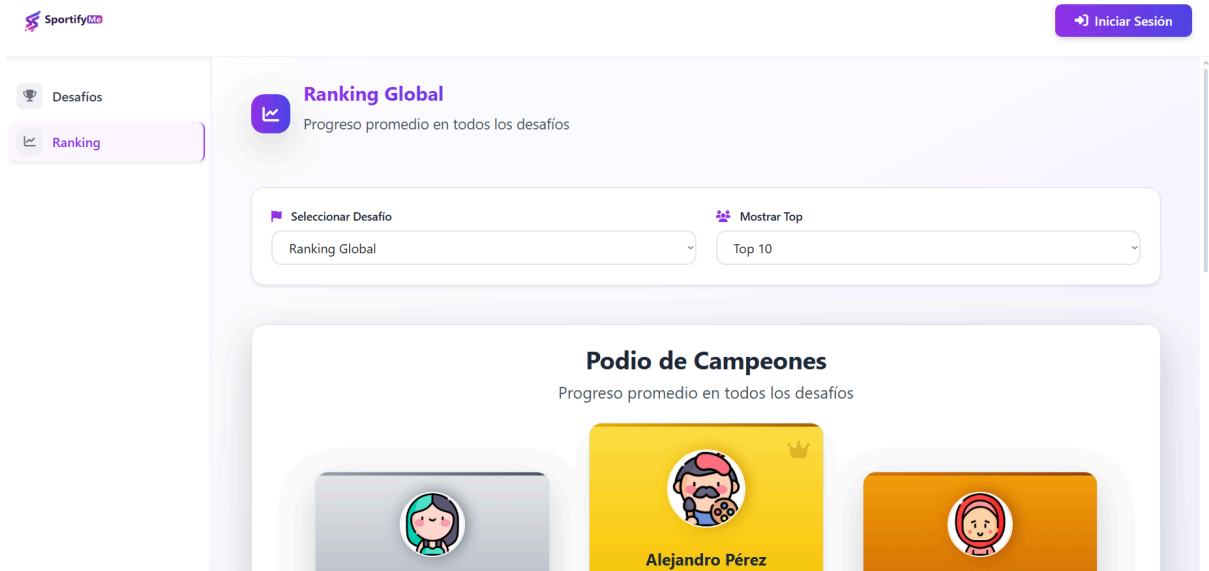 SportifyMe
Iniciar Sesión
Desafíos
Ranking
Ranking Global
Progreso promedio en todos los desafíos
Seleccionar Desafío
Mostrar Top
Ranking Global
Top 10
Podio de Campeones
Progreso promedio en todos los desafíos
Alejandro Pérez